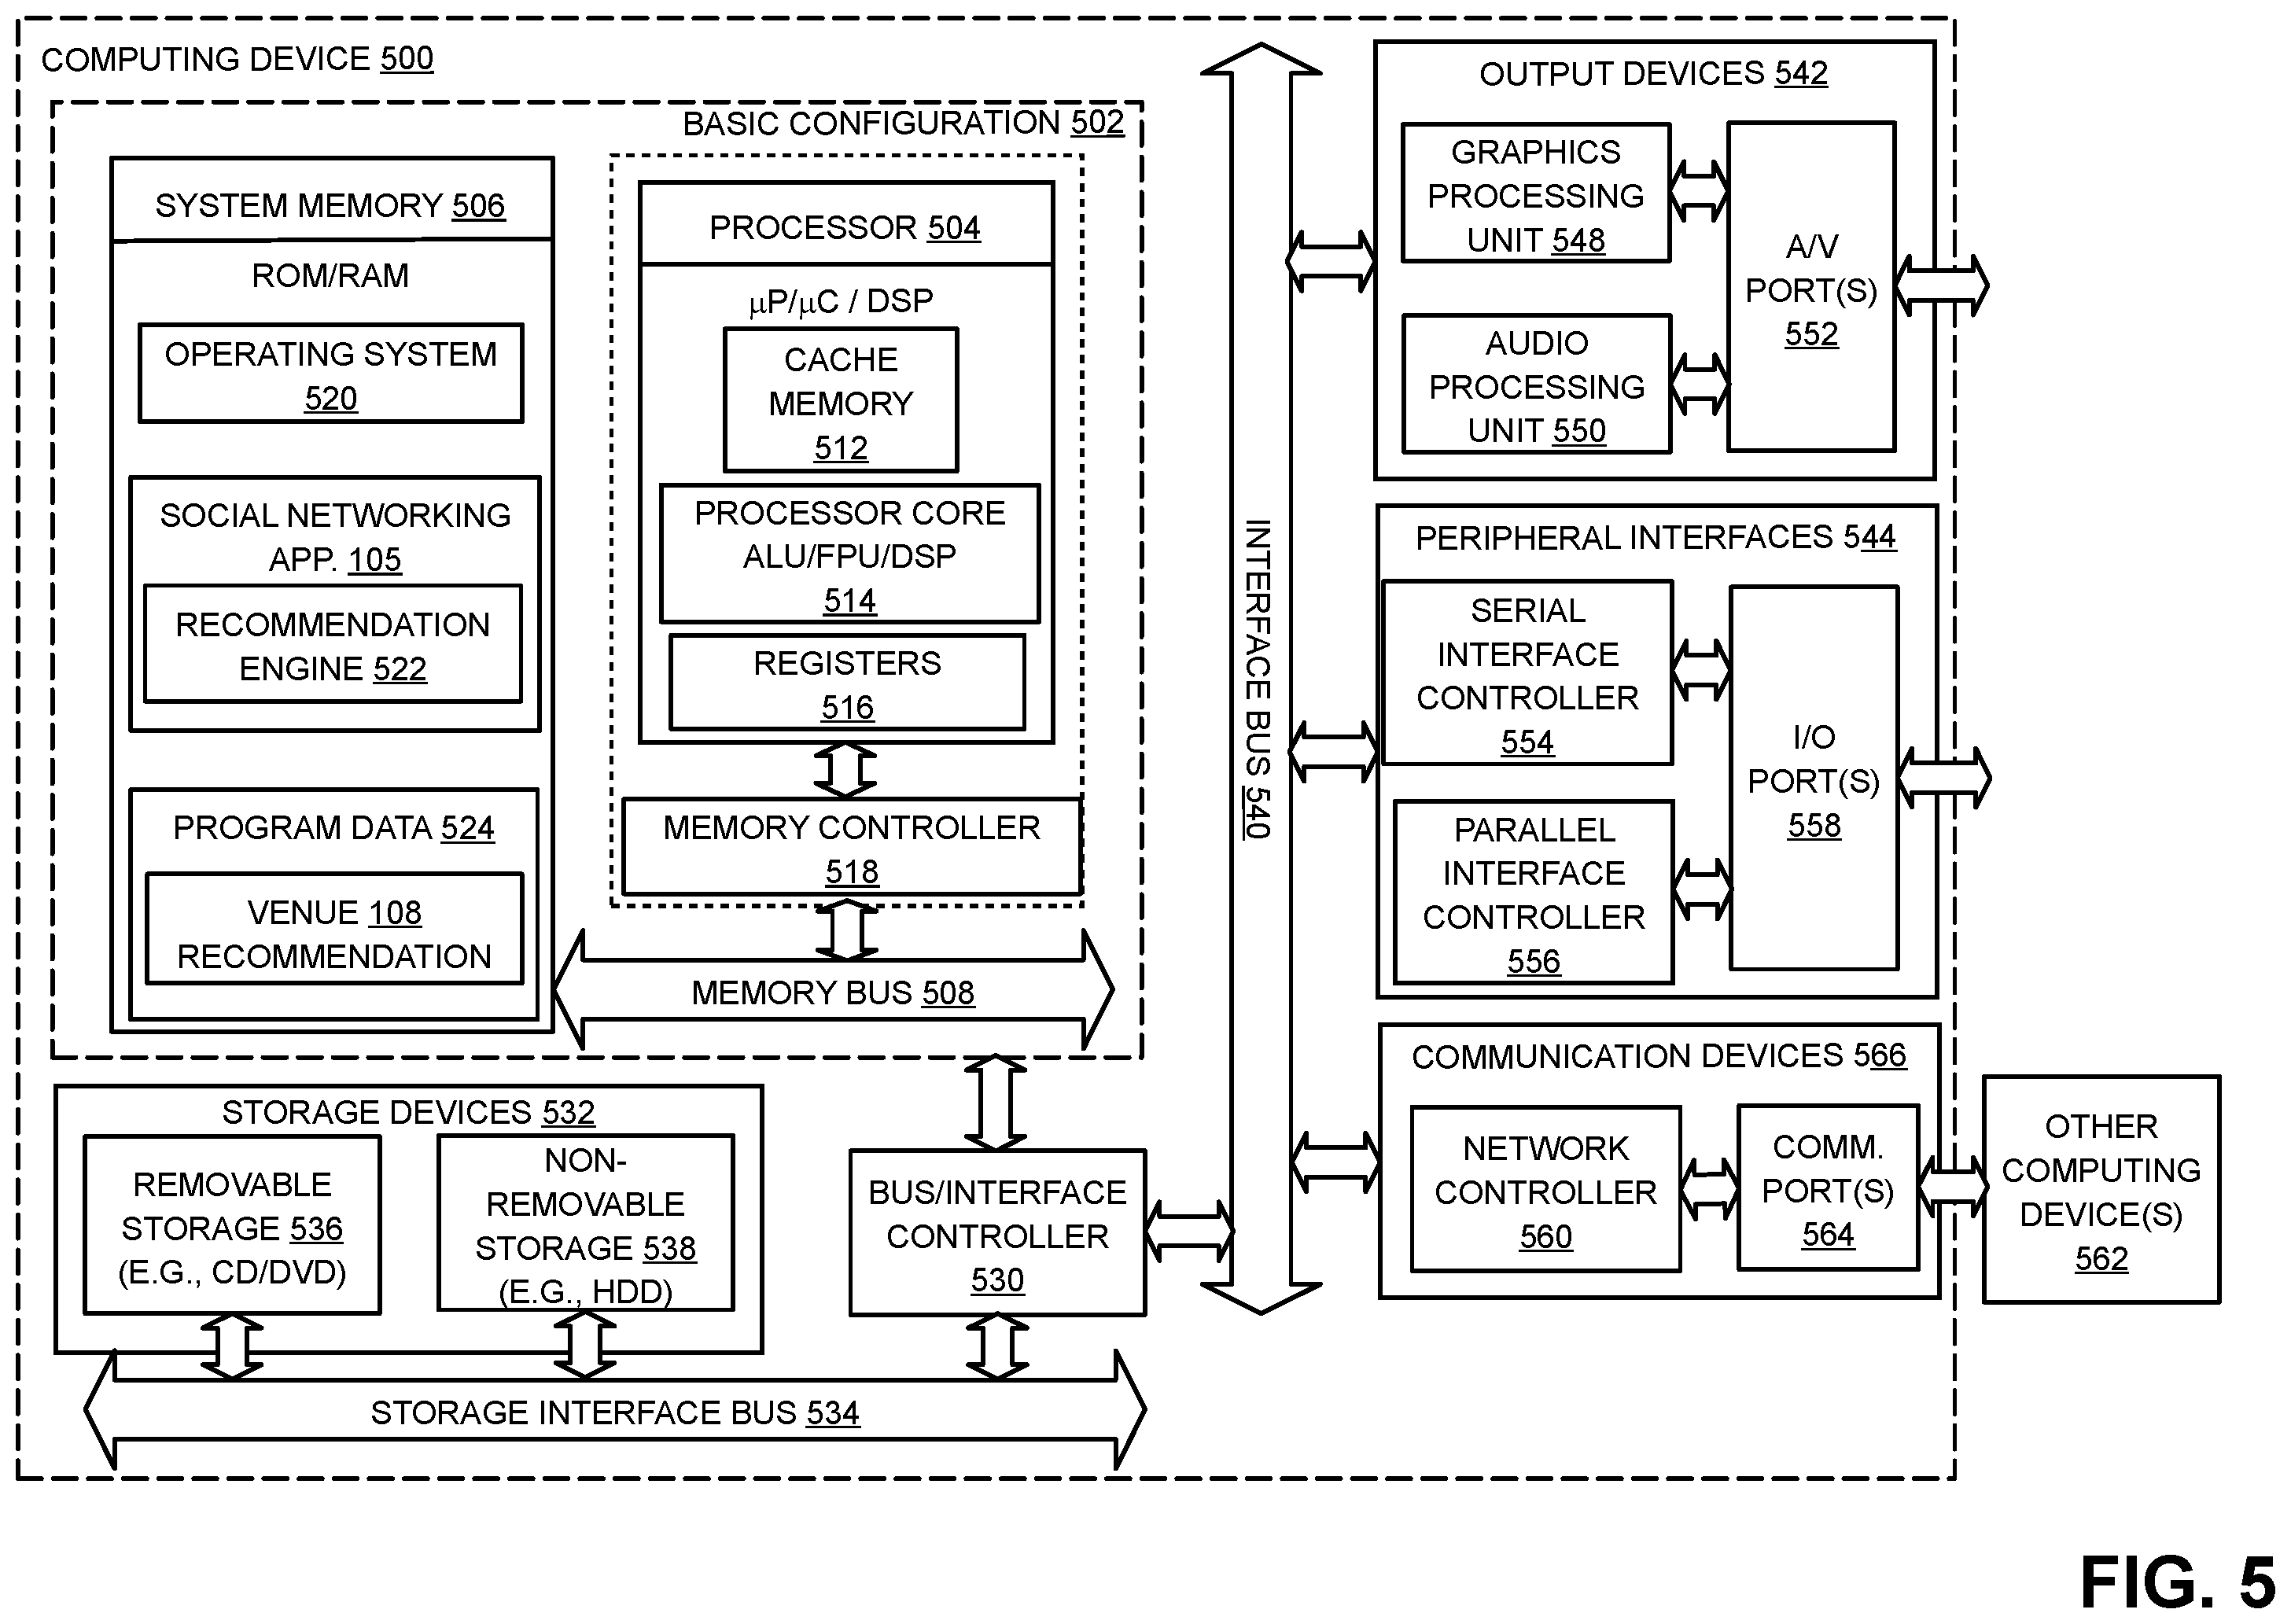 COMPUTING DEVICE 500
BASIC CONFIGURATION 502
SYSTEM MEMORY 506
ROM/RAM
OPERATING SYSTEM
520
SOCIAL NETWORKING
APP. 105
RECOMMENDATION
ENGINE 522
PROGRAM DATA 524
VENUE 108
RECOMMENDATION
PROCESSOR 504
µP/µC / DSP
CACHE
MEMORY
512
PROCESSOR CORE
ALU/FPU/DSP
514
REGISTERS
516
MEMORY CONTROLLER
518
MEMORY BUS 508
STORAGE DEVICES 532
REMOVABLE
STORAGE 536
(E.G., CD/DVD)
NON-
REMOVABLE
STORAGE 538
(E.G., HDD)
BUS/INTERFACE
CONTROLLER
530
STORAGE INTERFACE BUS 534
INTERFACE BUS 540
OUTPUT DEVICES 542
GRAPHICS
PROCESSING
UNIT 548
AUDIO
PROCESSING
UNIT 550
A/V
PORT(S)
552
PERIPHERAL INTERFACES 544
SERIAL
INTERFACE
CONTROLLER
554
PARALLEL
INTERFACE
CONTROLLER
556
I/O
PORT(S)
558
COMMUNICATION DEVICES 566
NETWORK
CONTROLLER
560
COMM.
PORT(S)
564
OTHER
COMPUTING
DEVICE(S)
562
FIG. 5